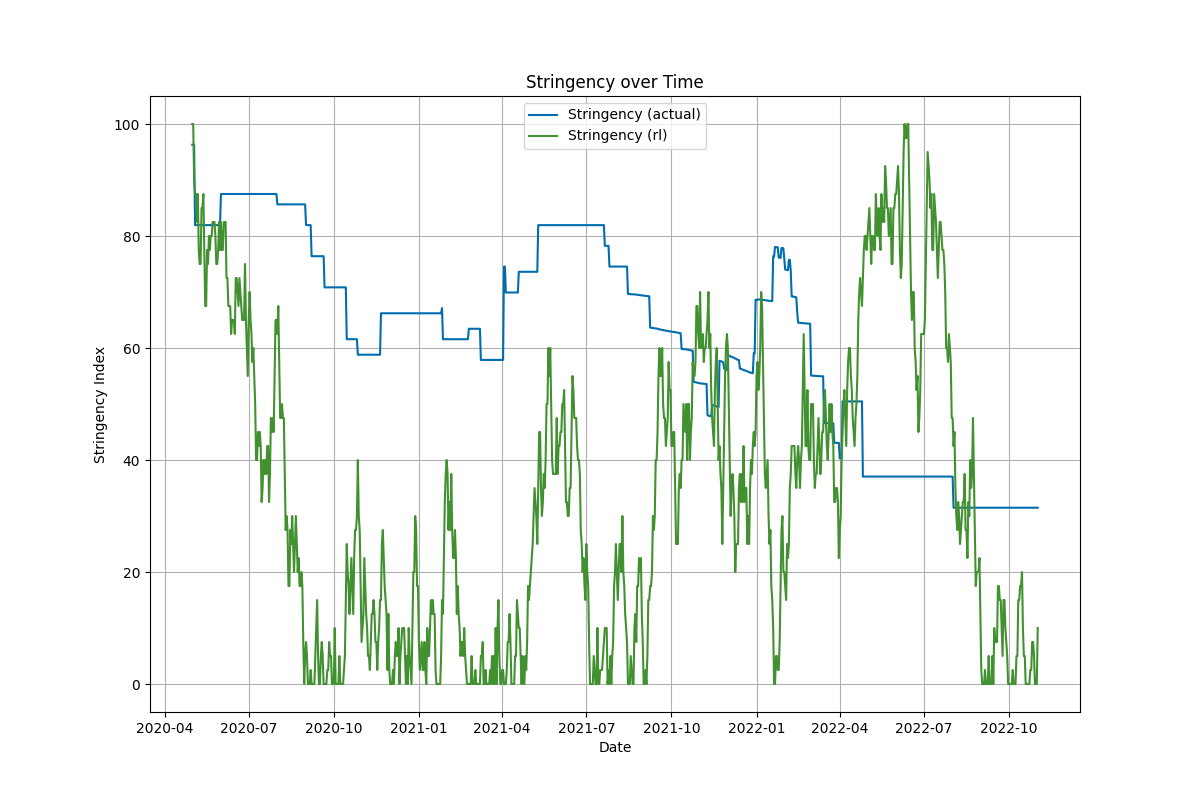 Stringency over Time
Stringency (actual)
Stringency (rl)
Stringency Index
100
80
60
40
20
0
2020-04 2020-07 2020-10 2021-01 2021-04 2021-07 2021-10 2022-01 2022-04 2022-07 2022-10
Date